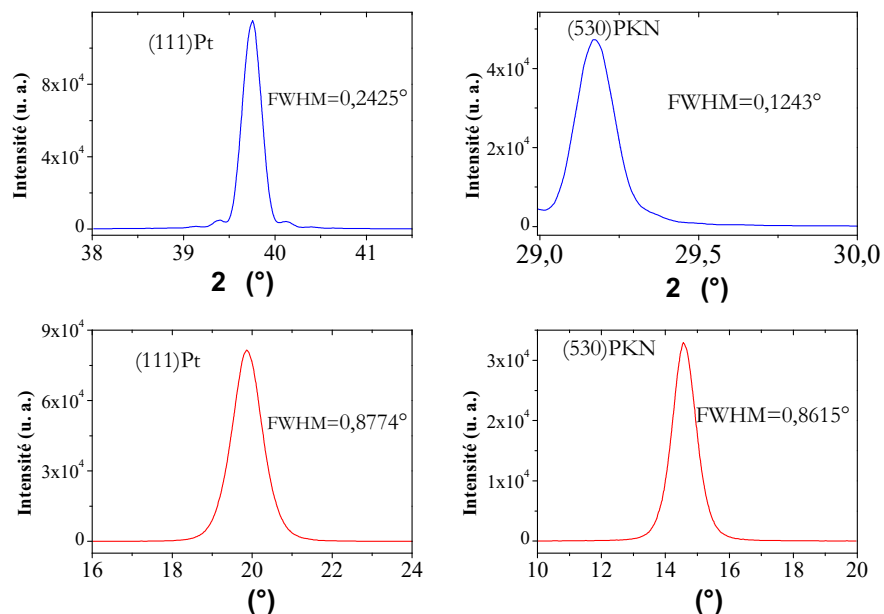 (111)Pt
FWHM=0,2425°
Intensité (u. a.)
8x10⁴
4x10⁴
0
38
39
40
41
2 (°)
(530)PKN
FWHM=0,1243°
Intensité (u. a.)
4x10⁴
2x10⁴
0
29,0
29,5
30,0
2 (°)
(111)Pt
FWHM=0,8774°
Intensité (u. a.)
9x10⁴
6x10⁴
3x10⁴
0
16
18
20
22
24
(°)
(530)PKN
FWHM=0,8615°
Intensité (u. a.)
3x10⁴
2x10⁴
1x10⁴
0
10
12
14
16
18
20
(°)